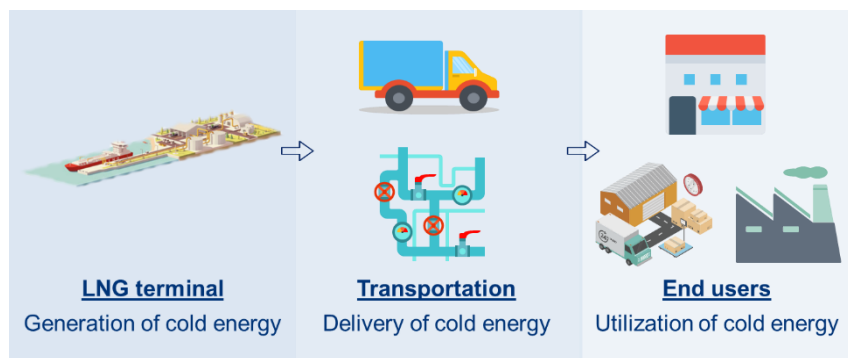 LNG terminal
Generation of cold energy
Transportation
Delivery of cold energy
End users
Utilization of cold energy